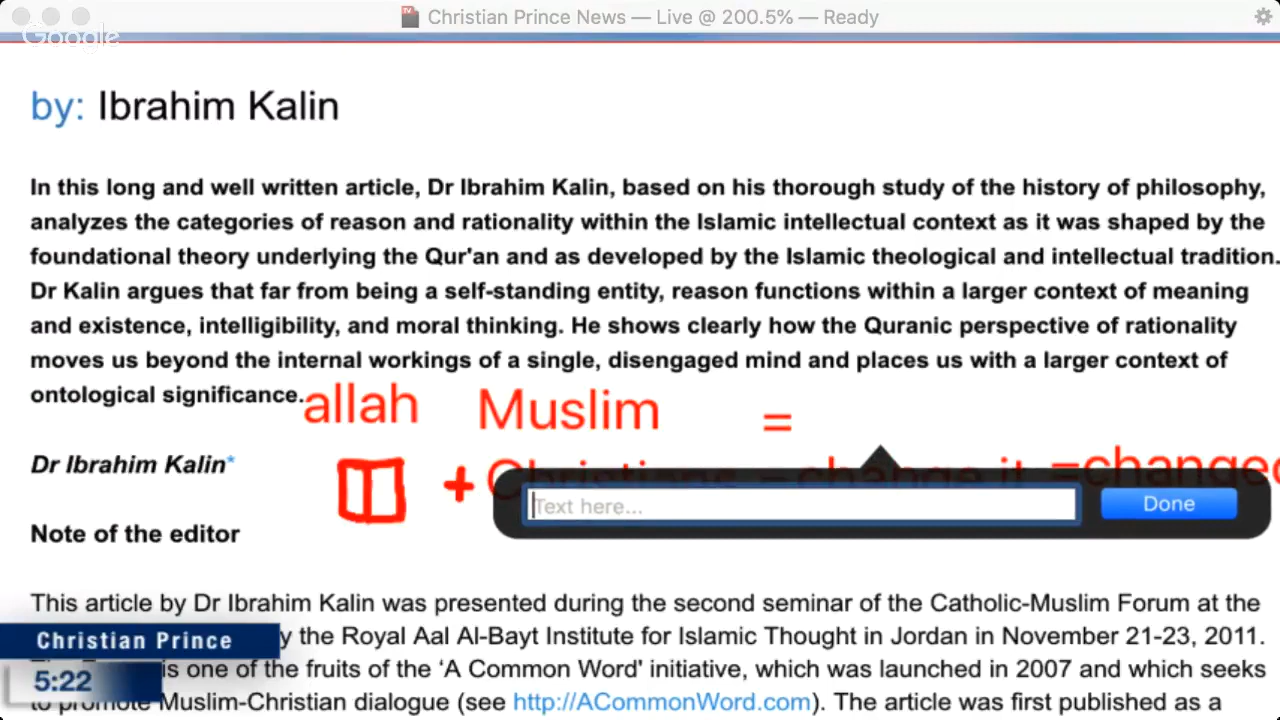 Christian Prince News — Live @ 200.5% — Ready
Google
by: Ibrahim Kalin
In this long and well written article, Dr Ibrahim Kalin, based on his thorough study of the history of philosophy,
analyzes the categories of reason and rationality within the Islamic intellectual context as it was shaped by the
foundational theory underlying the Qur'an and as developed by the Islamic theological and intellectual tradition.
Dr Kalin argues that far from being a self-standing entity, reason functions within a larger context of meaning
and existence, intelligibility, and moral thinking. He shows clearly how the Quranic perspective of rationality
moves us beyond the internal workings of a single, disengaged mind and places us with a larger context of
ontological significance.
allah Muslim =
Dr Ibrahim Kalin*
+ Christians = change it =changed
Text here...
Done
Note of the editor
This article by Dr Ibrahim Kalin was presented during the second seminar of the Catholic-Muslim Forum at the
the Royal Aal Al-Bayt Institute for Islamic Thought in Jordan in November 21-23, 2011.
is one of the fruits of the ‘A Common Word' initiative, which was launched in 2007 and which seeks
to promote Muslim-Christian dialogue (see http://ACommonWord.com). The article was first published as a
Christian Prince
5:22